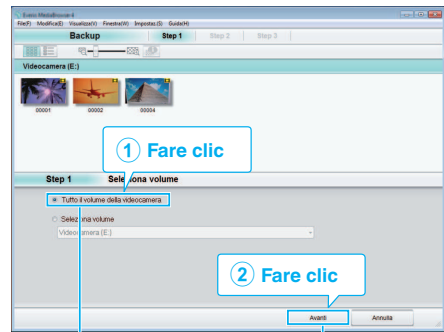 Everio MediaBrowser 4
File(F) Modifica(E) Visualizza(V) Finestra(W) Impostaz.(S) Guida(H)
Backup Step 1 Step 2 Step 3
Videocamera (E:)
00001 00002 00004
1 Fare clic
Step 1 Seleziona volume
Tutto il volume della videocamera
Seleziona volume
Videocamera (E:)
2 Fare clic
Avanti Annulla